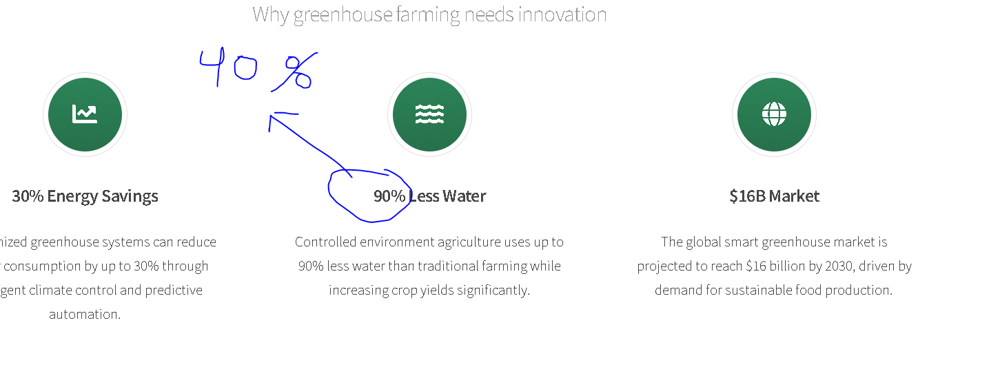 Why greenhouse farming needs innovation
40 %
30% Energy Savings
nized greenhouse systems can reduce
consumption by up to 30% through
gent climate control and predictive
automation.
90% Less Water
Controlled environment agriculture uses up to
90% less water than traditional farming while
increasing crop yields significantly.
$16B Market
The global smart greenhouse market is
projected to reach $16 billion by 2030, driven by
demand for sustainable food production.